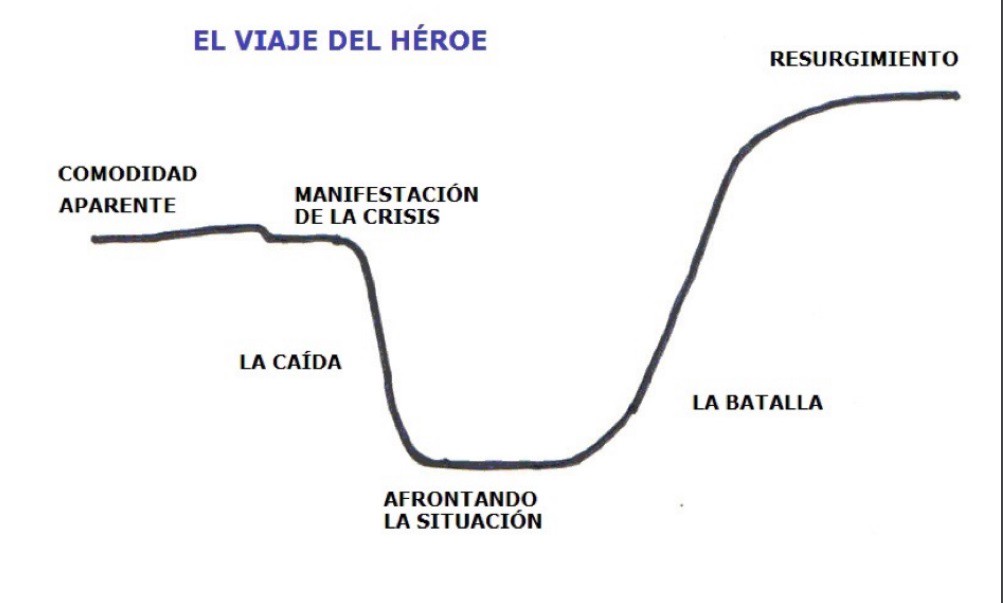 EL VIAJE DEL HÉROE
RESURGIMIENTO
COMODIDAD
APARENTE
MANIFESTACIÓN
DE LA CRISIS
LA CAÍDA
LA BATALLA
AFRONTANDO
LA SITUACIÓN